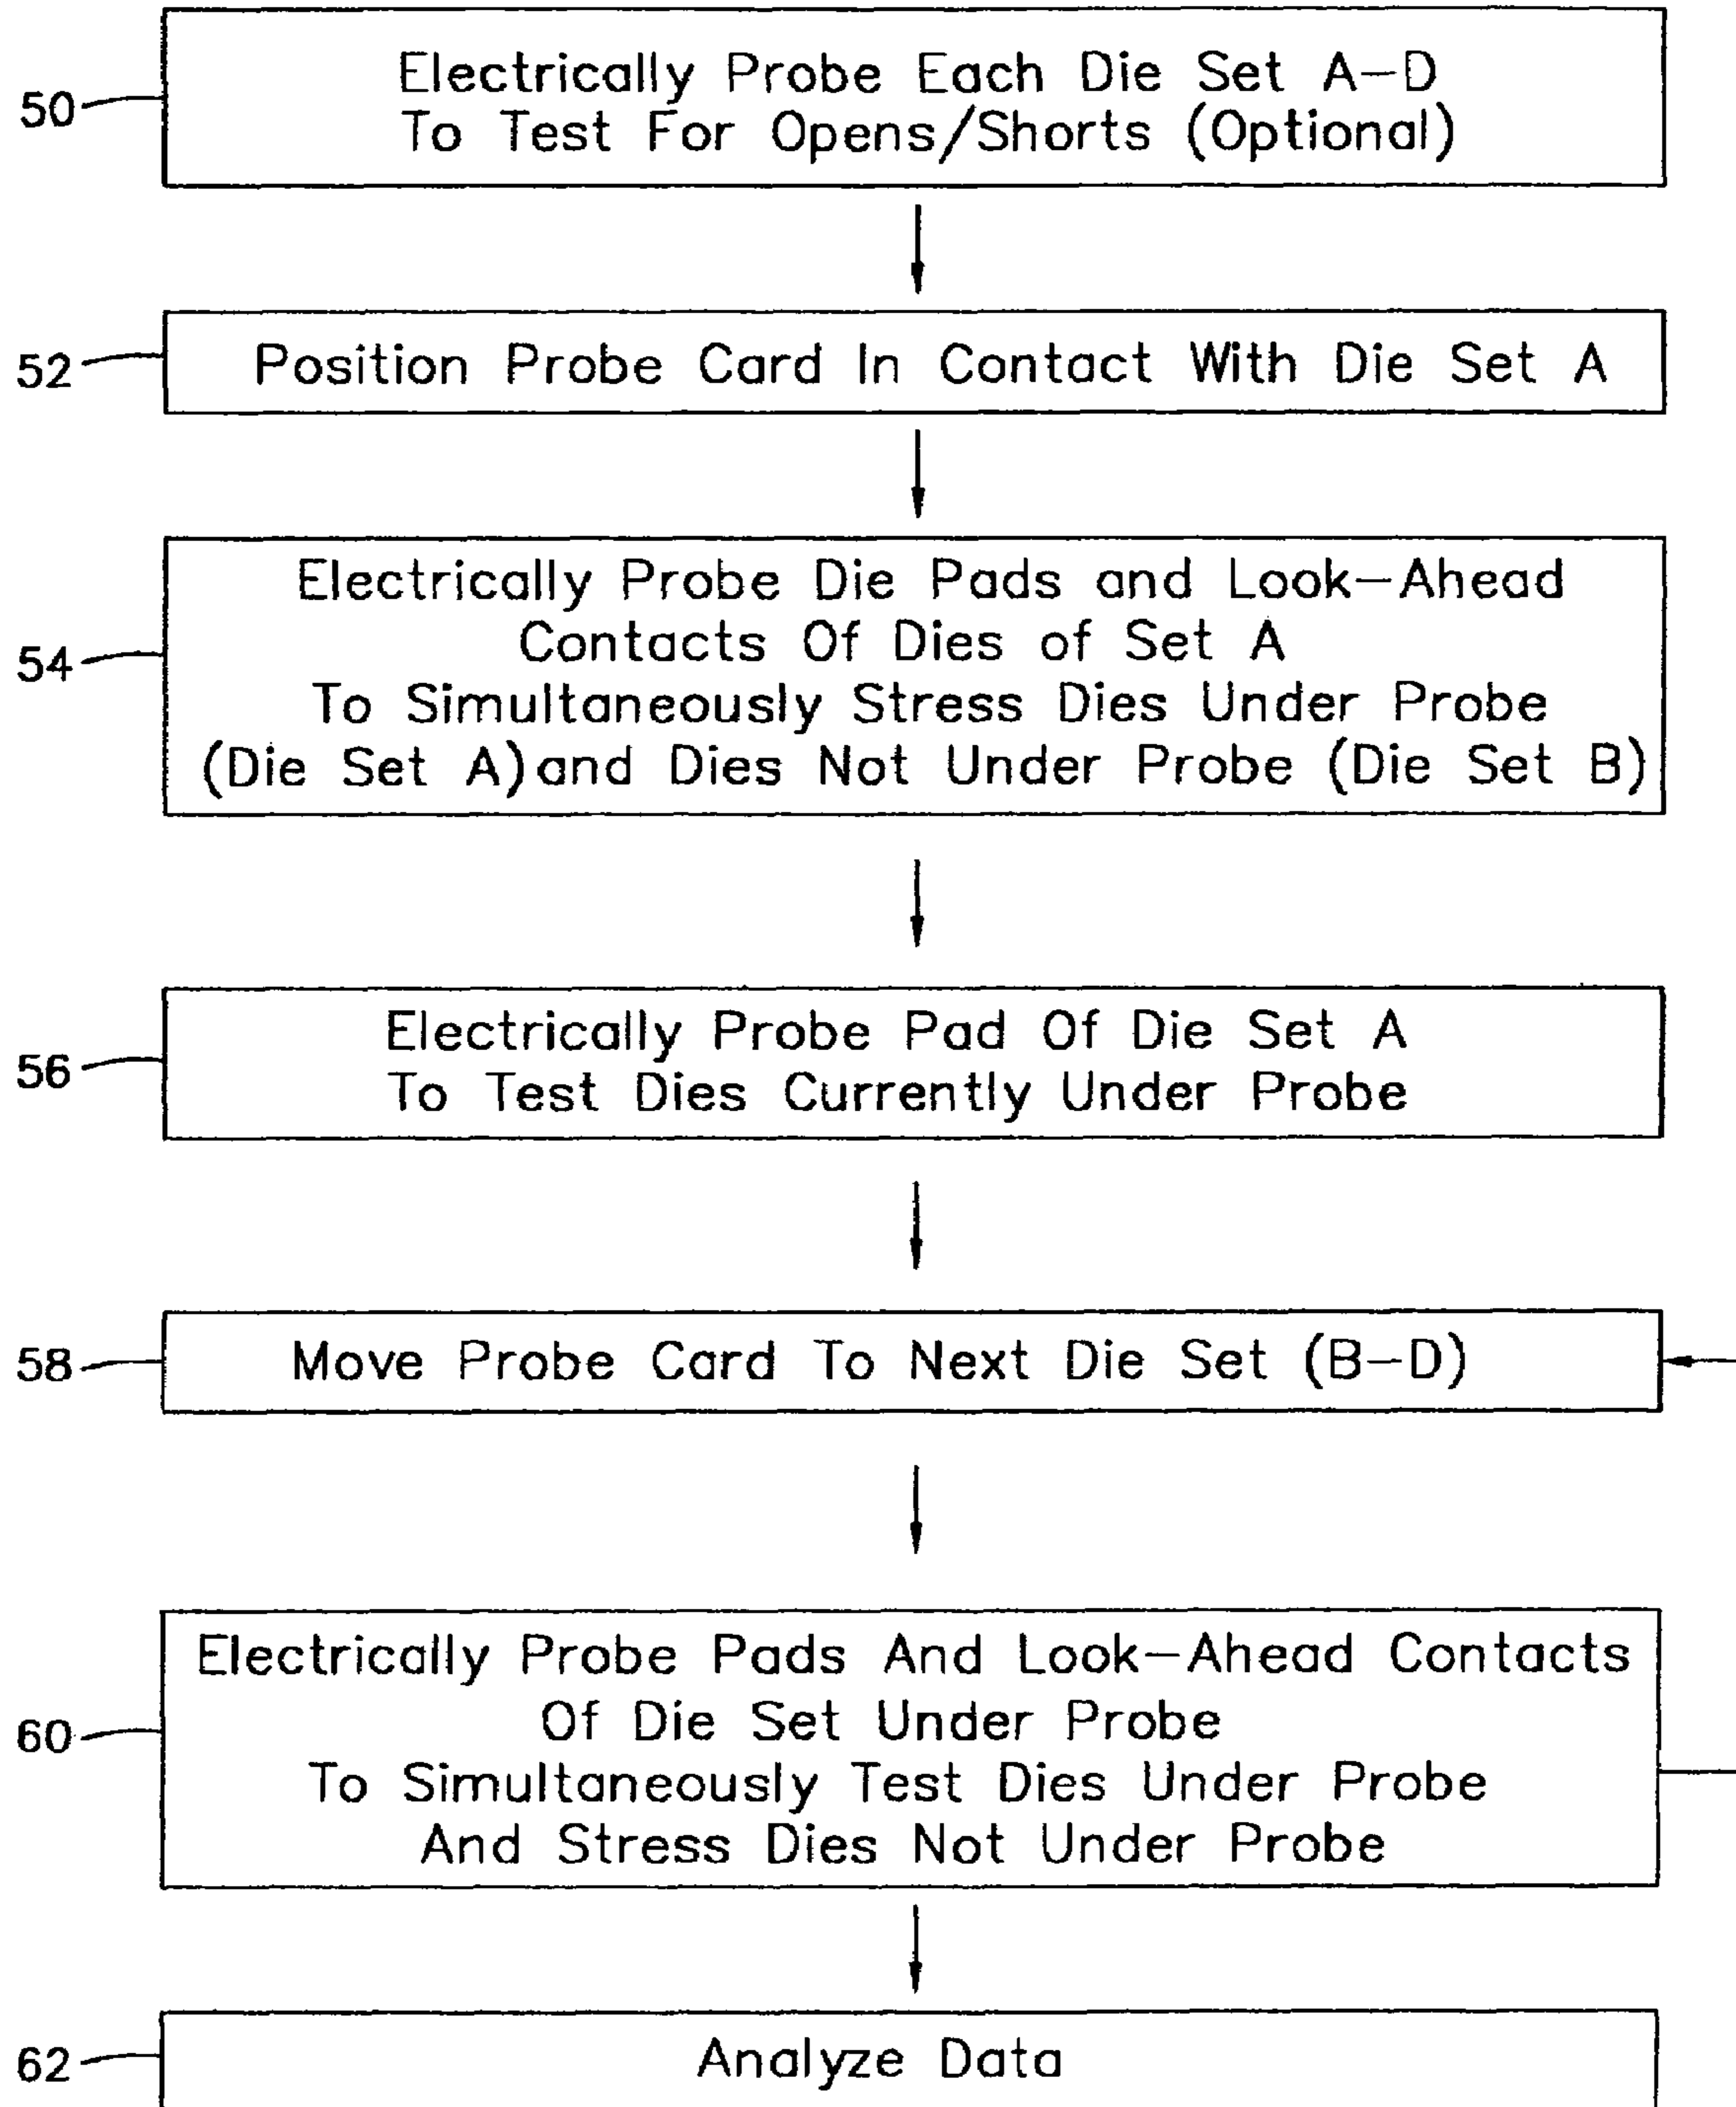 50
Electrically Probe Each Die Set A-D
To Test For Opens/Shorts (Optional)
52
Position Probe Card In Contact With Die Set A
54
Electrically Probe Die Pads and Look-Ahead
Contacts Of Dies of Set A
To Simultaneously Stress Dies Under Probe
(Die Set A)and Dies Not Under Probe (Die Set B)
56
Electrically Probe Pad Of Die Set A
To Test Dies Currently Under Probe
58
Move Probe Card To Next Die Set (B-D)
60
Electrically Probe Pads And Look-Ahead Contacts
Of Die Set Under Probe
To Simultaneously Test Dies Under Probe
And Stress Dies Not Under Probe
62
Analyze Data